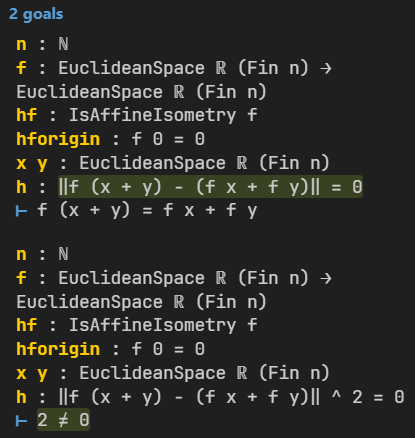 2 goals
n : ℕ
f : EuclideanSpace ℝ (Fin n) →
EuclideanSpace ℝ (Fin n)
hf : IsAffineIsometry f
hforigin : f 0 = 0
x y : EuclideanSpace ℝ (Fin n)
h : ‖f (x + y) - (f x + f y)‖ = 0
⊢ f (x + y) = f x + f y
n : ℕ
f : EuclideanSpace ℝ (Fin n) →
EuclideanSpace ℝ (Fin n)
hf : IsAffineIsometry f
hforigin : f 0 = 0
x y : EuclideanSpace ℝ (Fin n)
h : ‖f (x + y) - (f x + f y)‖ ^ 2 = 0
⊢ 2 ≠ 0